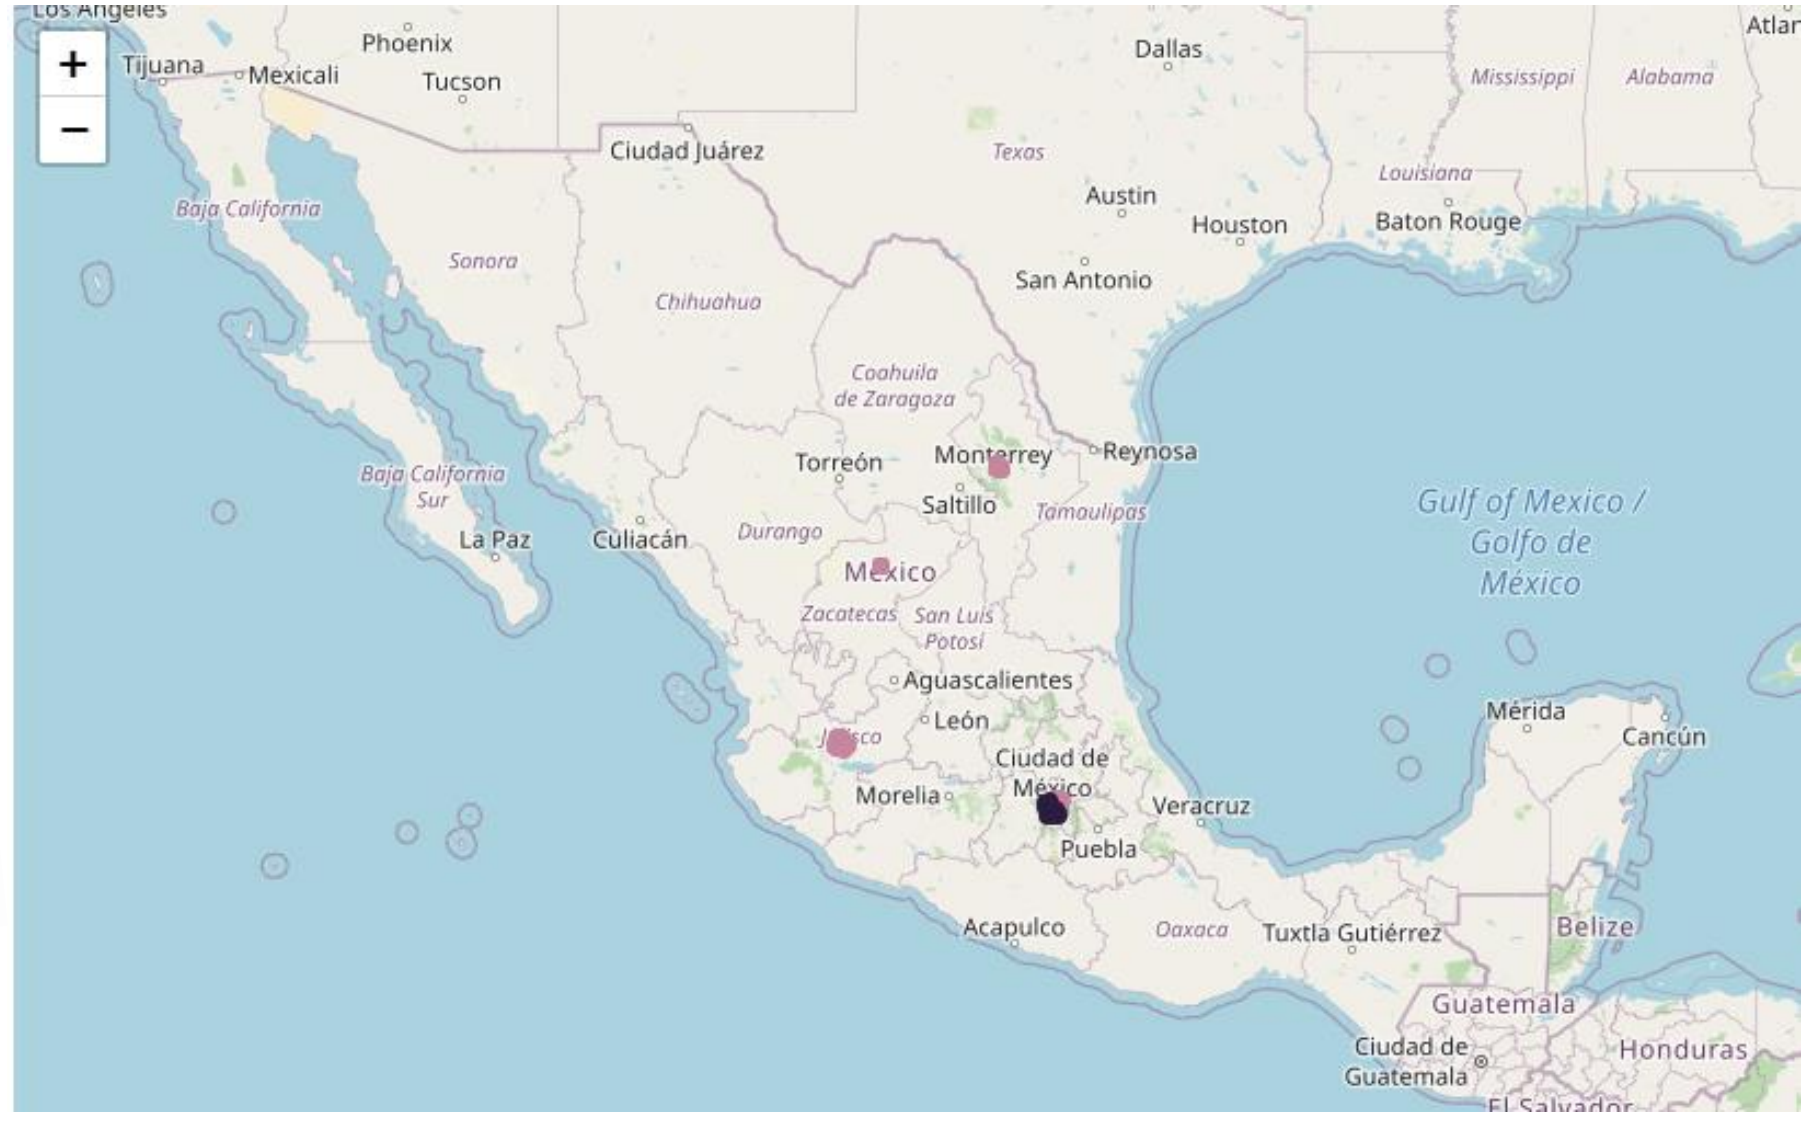 Los Angeles
+
−
Tijuana
Mexicali
Phoenix
Tucson
Dallas
Mississippi
Alabama
Ciudad Juárez
Texas
Louisiana
Austin
Houston
Baton Rouge
San Antonio
Baja California
Sonora
Chihuahua
Coahuila
de Zaragoza
Monterrey
Reynosa
Torreón
Saltillo
Tamaulipas
Baja California
Sur
La Paz
Culiacán
Durango
Gulf of Mexico /
Golfo de
México
México
Zacatecas
San Luis
Potosí
Aguascalientes
León
Jalisco
Ciudad de
México
Morelia
Veracruz
Puebla
Mérida
Cancún
Acapulco
Oaxaca
Tuxtla Gutiérrez
Belize
Guatemala
Ciudad de
Guatemala
Honduras
El Salvador